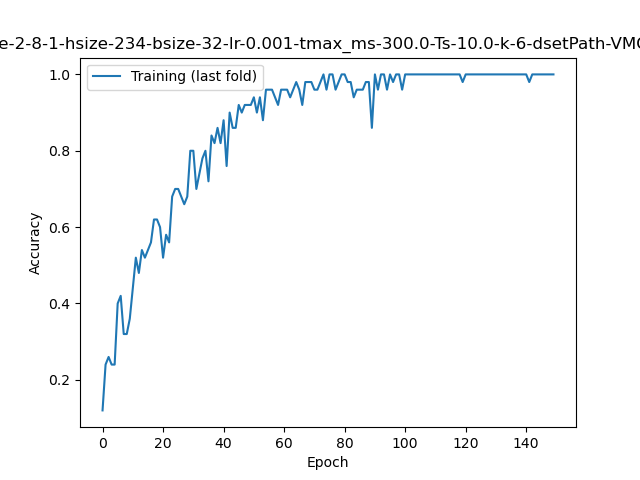 e-2-8-1-hsize-234-bsize-32-lr-0.001-tmax_ms-300.0-Ts-10.0-k-6-dsetPath-VMC
Training (last fold)
1.0
0.8
0.6
0.4
0.2
Accuracy
0 20 40 60 80 100 120 140
Epoch